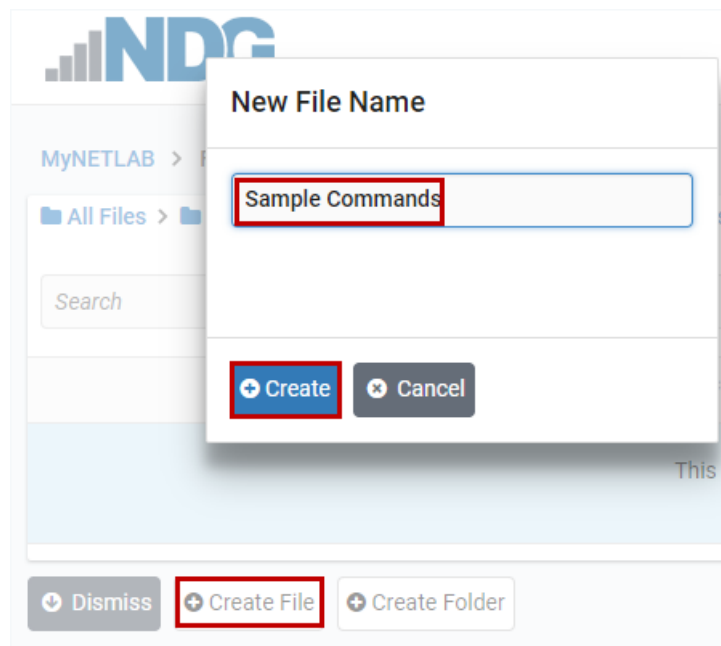 NDG
New File Name
MyNETLAB >
Sample Commands
All Files >
Search
Create Cancel
This
Dismiss Create File Create Folder